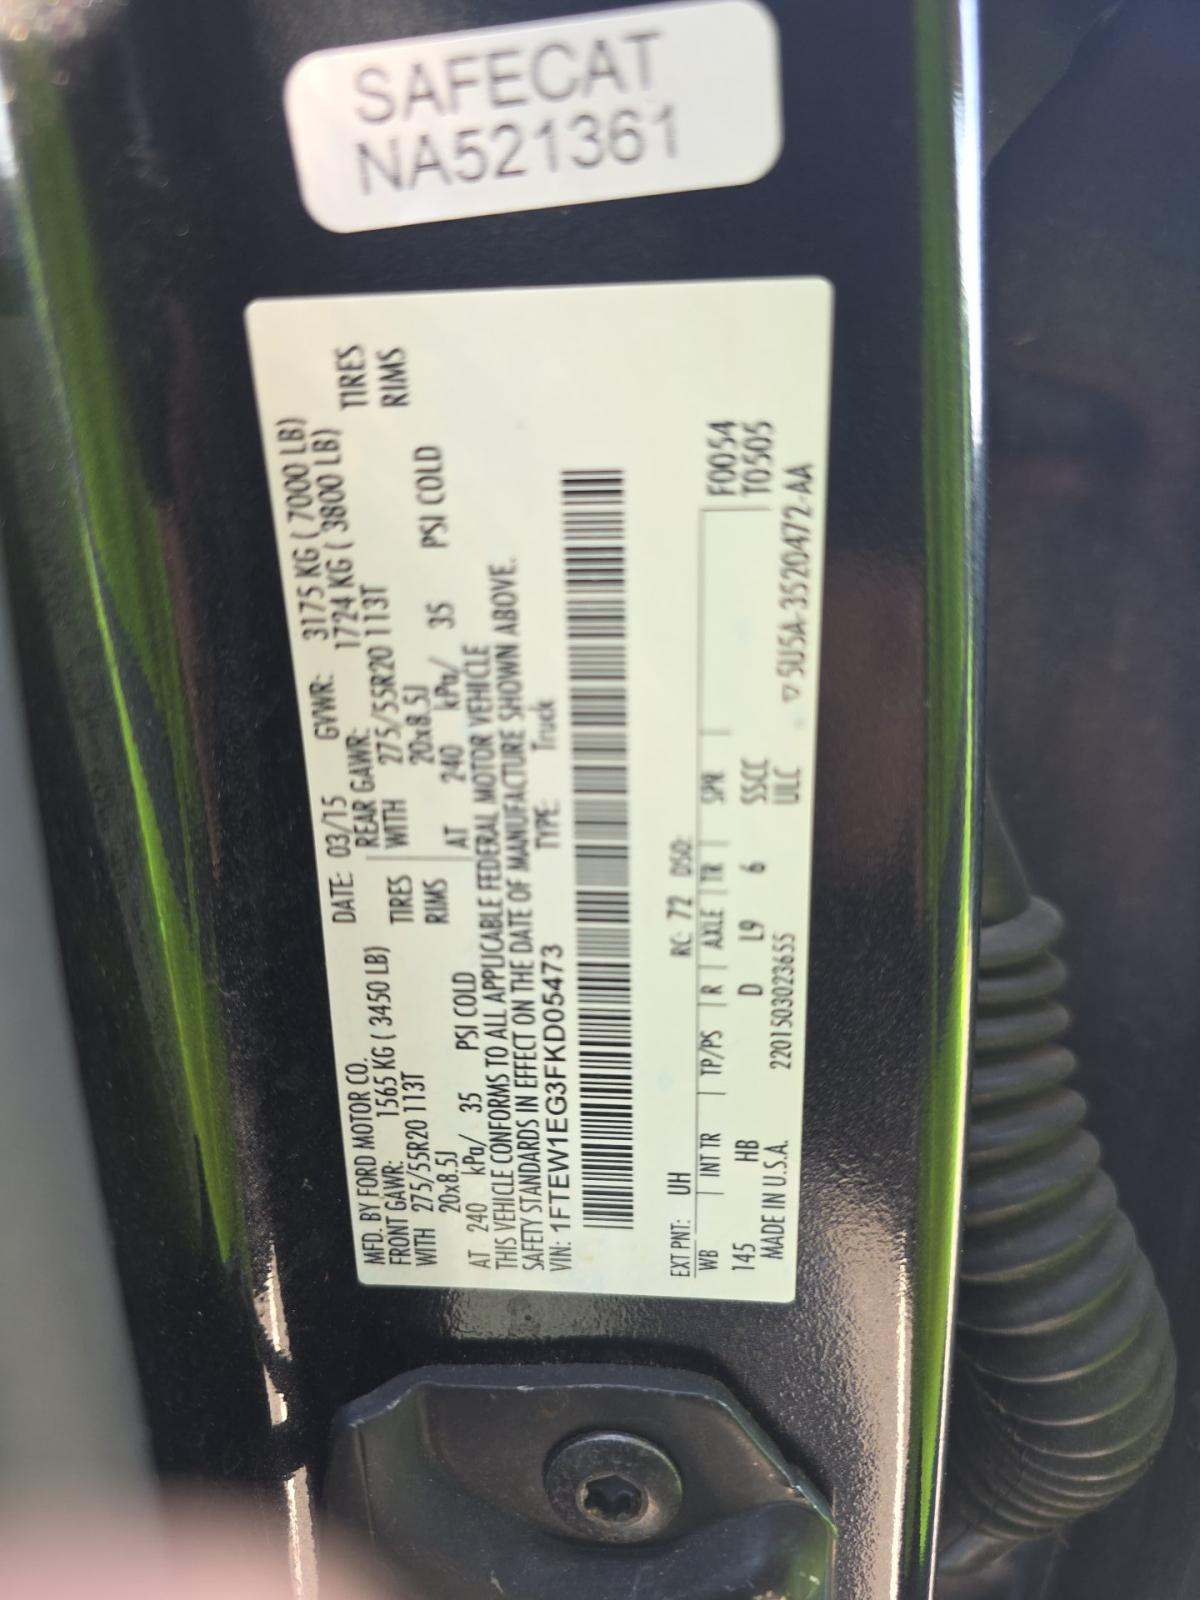 SAFECAT
NA521361
MFD. BY FORD MOTOR CO.
DATE: 03/15 GVWR: 3175 KG ( 7000 LB)
FRONT GAWR: 1565 KG ( 3450 LB) REAR GAWR: 1724 KG ( 3800 LB)
WITH 275/55R20 113T TIRES WITH 275/55R20 113T TIRES
20x8.5J RIMS 20x8.5J RIMS
AT 240 kPa/ 35 PSI COLD AT 240 kPa/ 35 PSI COLD
THIS VEHICLE CONFORMS TO ALL APPLICABLE FEDERAL MOTOR VEHICLE
SAFETY STANDARDS IN EFFECT ON THE DATE OF MANUFACTURE SHOWN ABOVE.
VIN: 1FTEW1EG3FKD05473 TYPE: Truck
EXT PNT: UH RC: 72 DSO: F0054
WB INT TR TP/PS R AXLE TR SPR T0505
145 HB D L9 6 SSCC
MADE IN U.S.A. 2201503023655 ULC ▽5U5A-3520472-AA